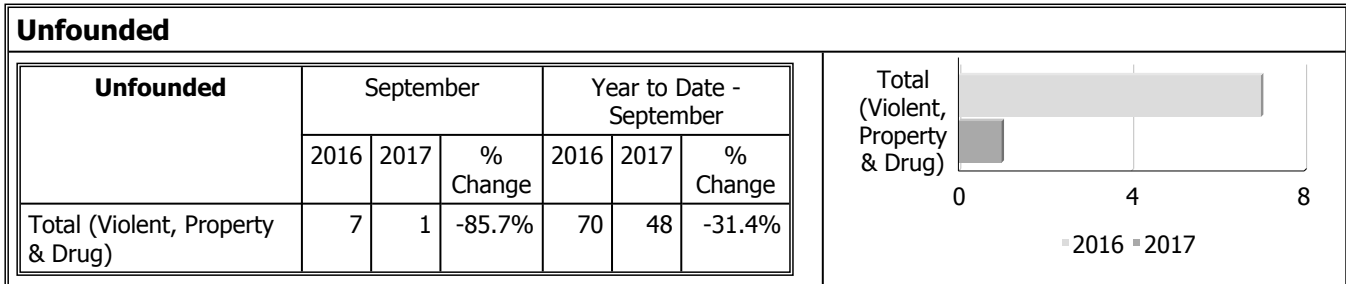 Unfounded
Unfounded
September
Year to Date -
September
2016 2017 %
Change
2016 2017 %
Change
Total (Violent, Property
& Drug)
7 1 -85.7% 70 48 -31.4%
Total
(Violent,
Property
& Drug)
0 4 8
2016 2017